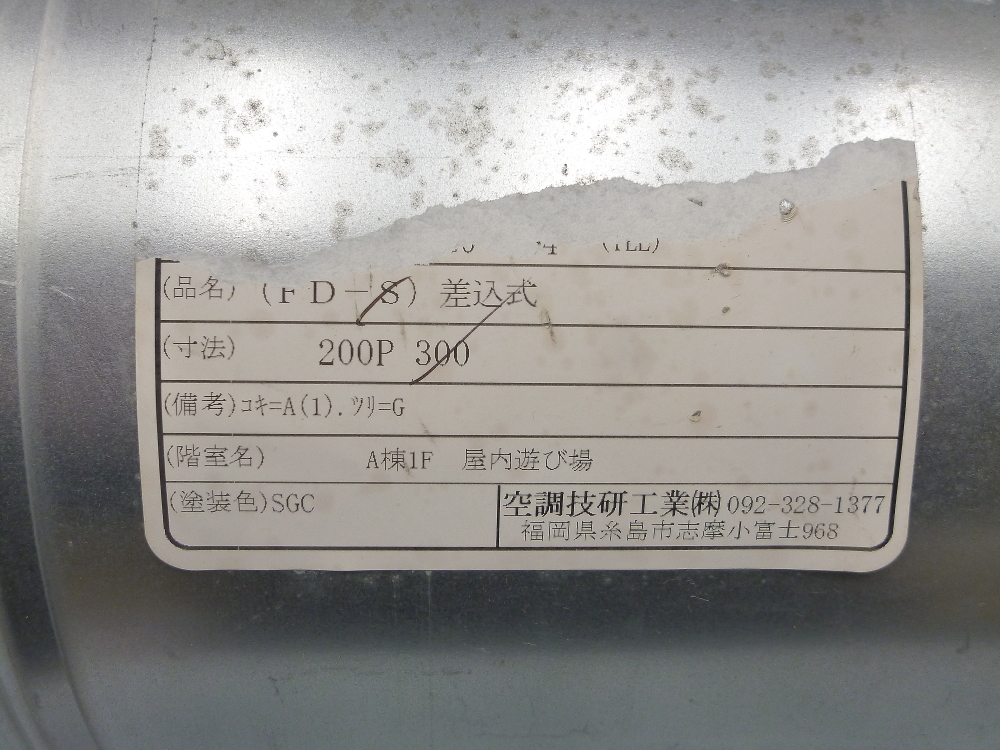 (品名) (FD-S) 差込式
(寸法) 200P 300
(備考)ｺｷ=A(1).ﾂﾘ=G
(階室名) A棟1F 屋内遊び場
(塗装色)SGC
空調技研工業㈱092-328-1377
福岡県糸島市志摩小富士968